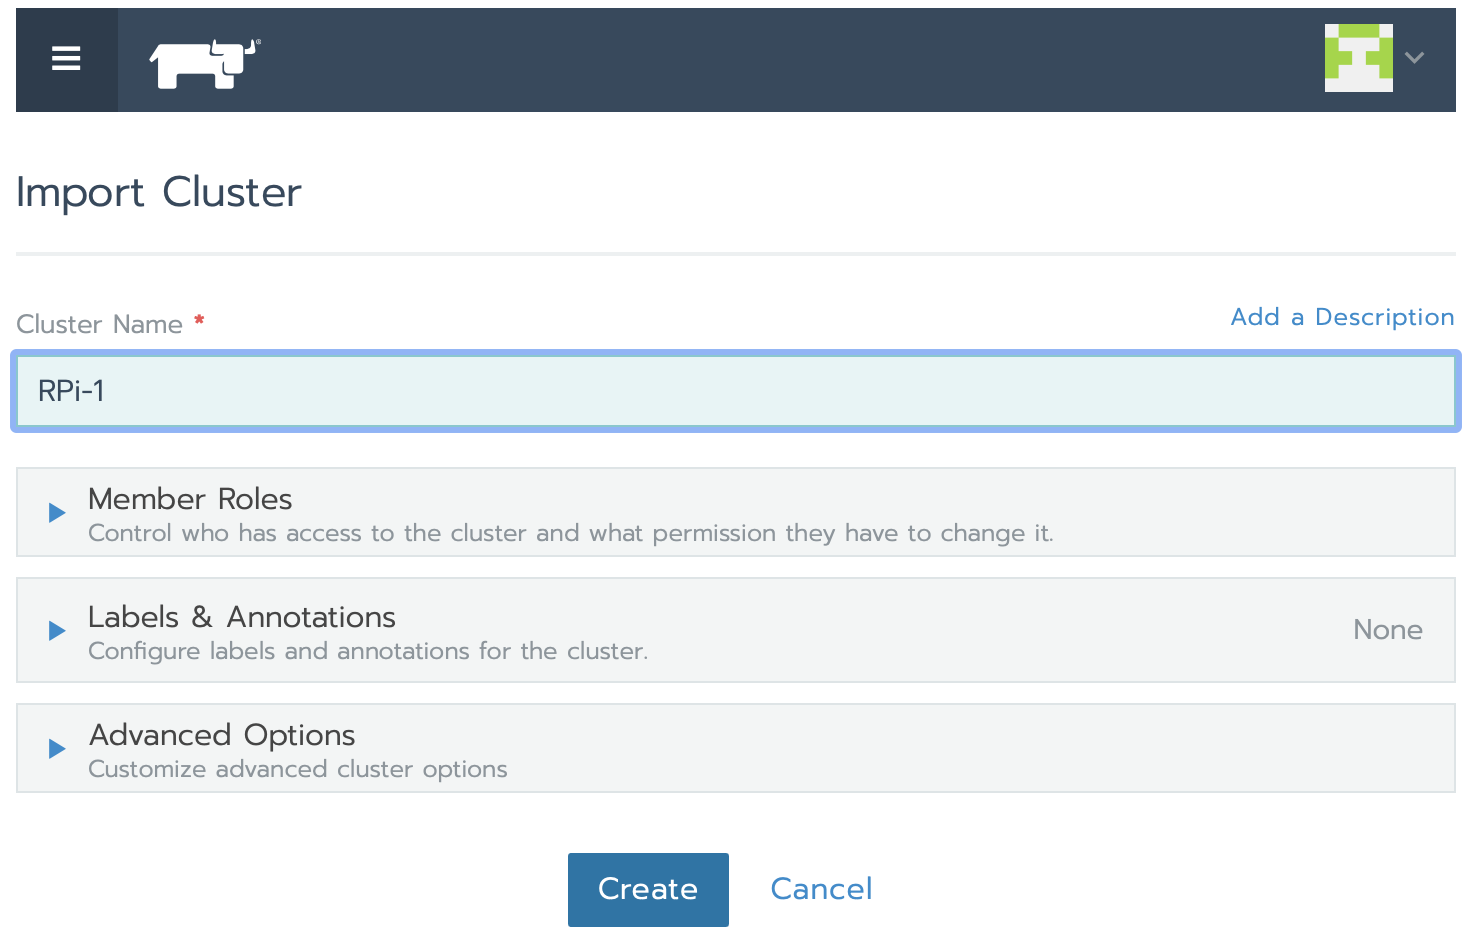 Import Cluster
Cluster Name *
Add a Description
RPi-1
Member Roles
Control who has access to the cluster and what permission they have to change it.
Labels & Annotations
Configure labels and annotations for the cluster.
None
Advanced Options
Customize advanced cluster options
Create
Cancel